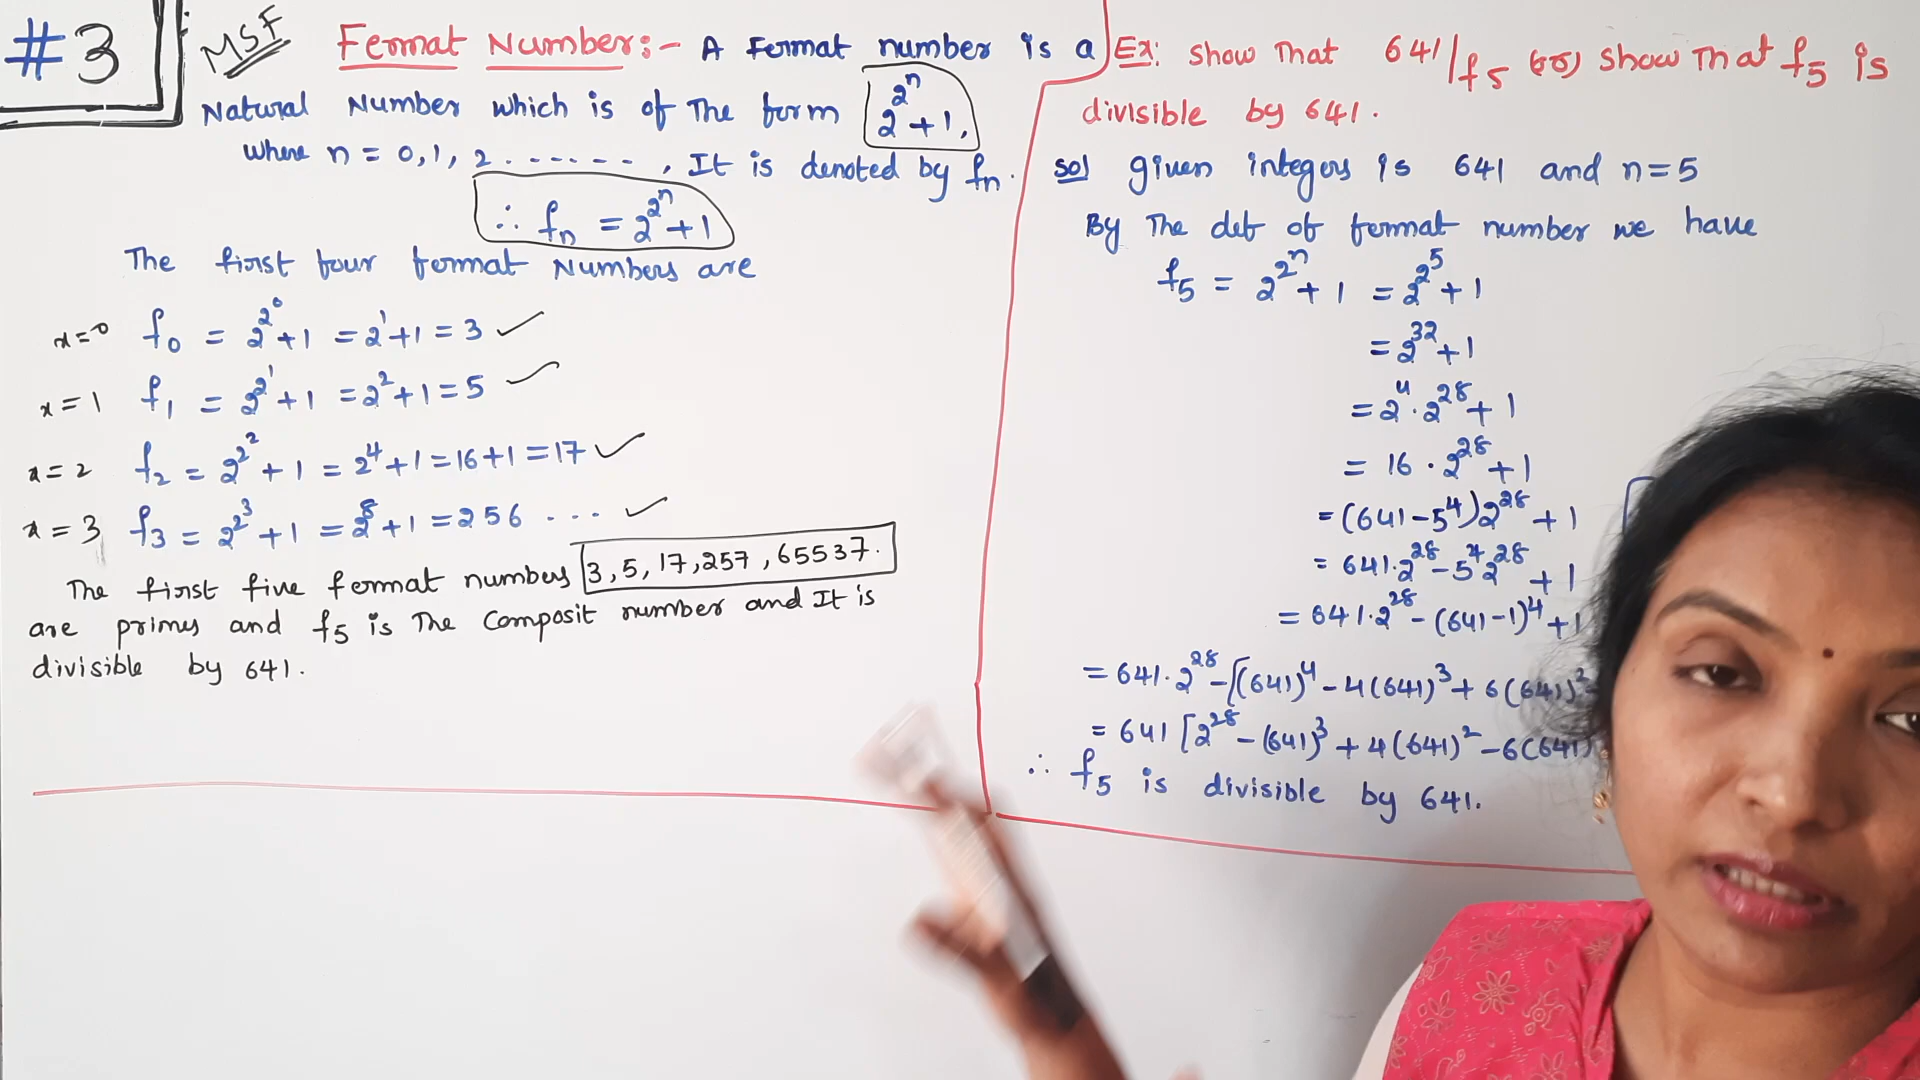 #3
MSF
Fermat Number:- A Fermat number is a
Natural Number which is of The form 2^2^n+1,
where n = 0,1, 2 . . . . . . , It is denoted by fn.
∴ fn = 2^2^n+1
The first four fermat Numbers are
n=0 f0 = 2^2^0+1 = 2^1+1 = 3 ✓
n=1 f1 = 2^2^1+1 = 2^2+1 = 5 ✓
n=2 f2 = 2^2^2+1 = 2^4+1=16+1=17 ✓
n=3 f3 = 2^2^3+1 = 2^8+1 = 256 ... ✓
The first five fermat numbers 3,5,17,257,65537.
are primes and f5 is The composit number and It is
divisible by 641.
Ex: Show That 641/f5 (or) Show That f5 is
divisible by 641.
Sol given integers is 641 and n=5
By The def of fermat number we have
f5 = 2^2^n+1 = 2^2^5+1
= 2^32+1
= 2^4.2^28+1
= 16.2^28+1
= (641-5^4)2^28+1
= 641.2^28-5^4 2^28+1
= 641.2^28-(641-1)^4+1
= 641.2^28-[(641)^4-4(641)^3+6(641)^2
= 641[2^28-(641)^3+4(641)^2-6(641)
∴ f5 is divisible by 641.